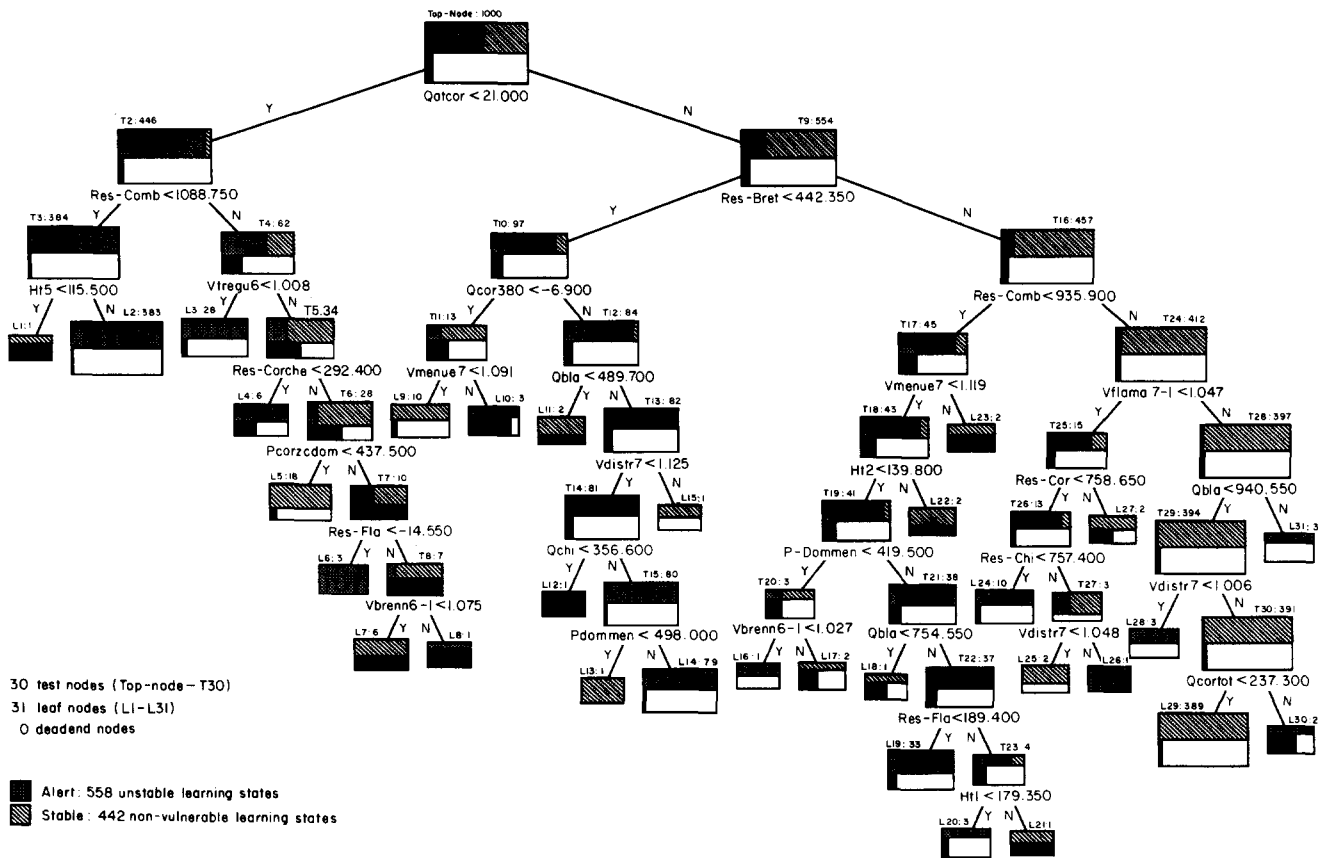 Top-Node: 1000
Qatcor < 21.000
Y
N
T2: 446
T9: 554
Res-Comb < 1088.750
Res-Bret < 442.350
Y
N
Y
N
T3: 384
T4: 62
T10: 97
T16: 457
Ht5 < 115.500
Vtregu6 < 1.008
Qcor380 < -6.900
Res-Comb < 935.900
Y
N
Y
N
Y
N
Y
N
L1: 1
L2: 383
L3: 28
T5.34
T11: 13
T12: 84
T17: 45
T24: 412
Res-Corche < 292.400
Vmenue7 < 1.091
Qbla < 489.700
Vmenue7 < 1.119
Vflama 7-1 < 1.047
Y
N
Y
N
Y
N
Y
N
Y
N
L4: 6
T6: 28
L9: 10
L10: 3
L11: 2
T13: 82
T18: 43
L23: 2
T25: 15
T28: 397
Pcorzcdom < 437.500
Vdistr7 < 1.125
Ht2 < 139.800
Res-Cor < 758.650
Qbla < 940.550
Y
N
Y
N
Y
N
Y
N
Y
N
L5: 18
T7: 10
T14: 81
L15: 1
T19: 41
L22: 2
T26: 13
L27: 2
T29: 394
L31: 3
Res-Fla < -14.550
Qchi < 356.600
P-Dommen < 419.500
Res-Chi < 757.400
Vdistr7 < 1.006
Y
N
Y
N
Y
N
Y
N
Y
N
L6: 3
T8: 7
L12: 1
T15: 80
T20: 3
T21: 38
L24: 10
T27: 3
L28: 3
T30: 391
Vbrenn6-1 < 1.075
Pdommen < 498.000
Vbrenn6-1 < 1.027
Qbla < 754.550
Vdistr7 < 1.048
Qcortot < 237.300
Y
N
Y
N
Y
N
Y
N
Y
N
Y
N
L7: 6
L8: 1
L13: 1
L14: 79
L16: 1
L17: 2
L18: 1
T22: 37
L25: 2
L26: 1
L29: 389
L30: 2
Res-Fla < 189.400
Y
N
L19: 33
T23 4
Ht1 < 179.350
Y
N
L20: 3
L21: 1
30 test nodes (Top-node – T30)
31 leaf nodes (L1-L31)
0 deadend nodes
Alert: 558 unstable learning states
Stable: 442 non-vulnerable learning states